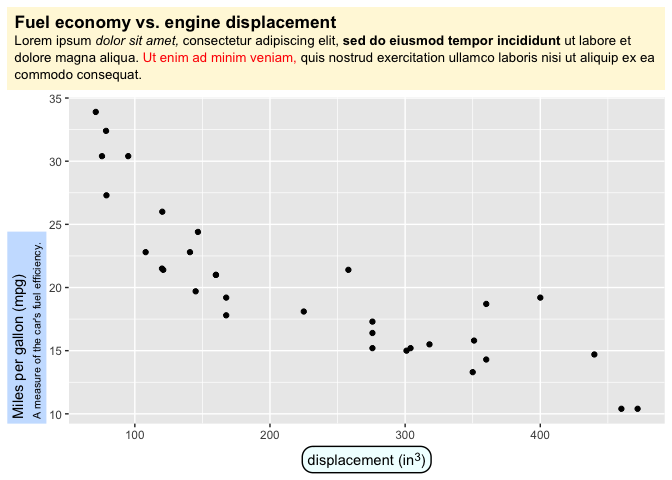 Fuel economy vs. engine displacement
Lorem ipsum dolor sit amet, consectetur adipiscing elit, sed do eiusmod tempor incididunt ut labore et
dolore magna aliqua. Ut enim ad minim veniam, quis nostrud exercitation ullamco laboris nisi ut aliquip ex ea
commodo consequat.
35
30
25
20
15
10
Miles per gallon (mpg)
A measure of the car's fuel efficiency.
100 200 300 400
displacement (in³)